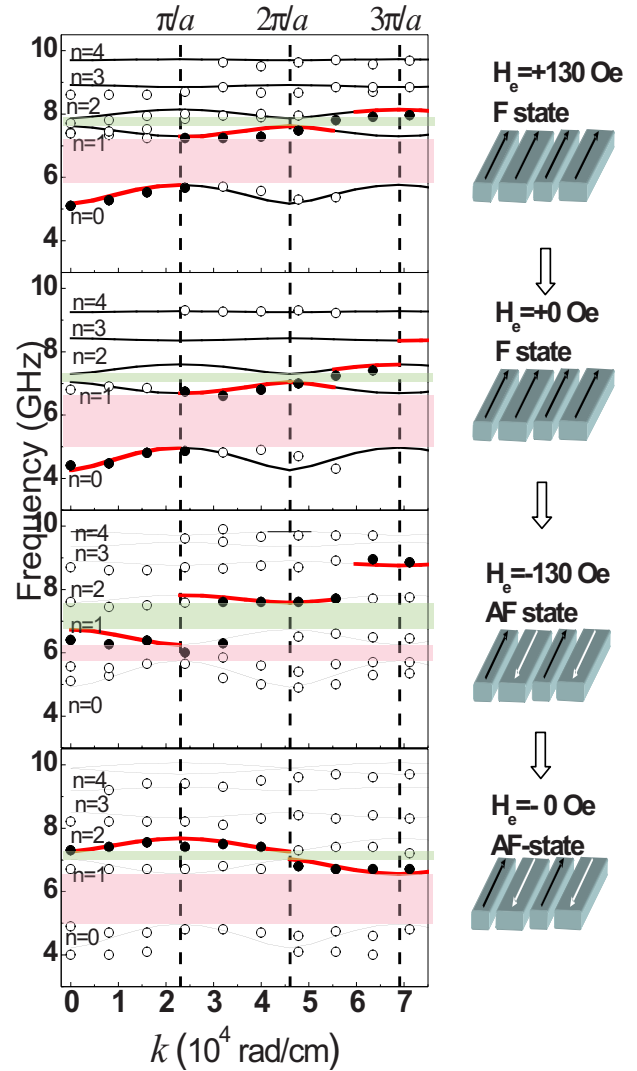 π/a 2π/a 3π/a
10
8
6
4
n=4
n=3
n=2
n=1
n=0
H_e=+130 Oe
F state
10
8
6
4
n=4
n=3
n=2
n=1
n=0
H_e=+0 Oe
F state
10
8
6
4
n=4
n=3
n=2
n=1
n=0
H_e=-130 Oe
AF state
10
8
6
4
n=4
n=3
n=2
n=1
n=0
H_e=- 0 Oe
AF-state
Frequency (GHz)
0 1 2 3 4 5 6 7
k (10^4 rad/cm)